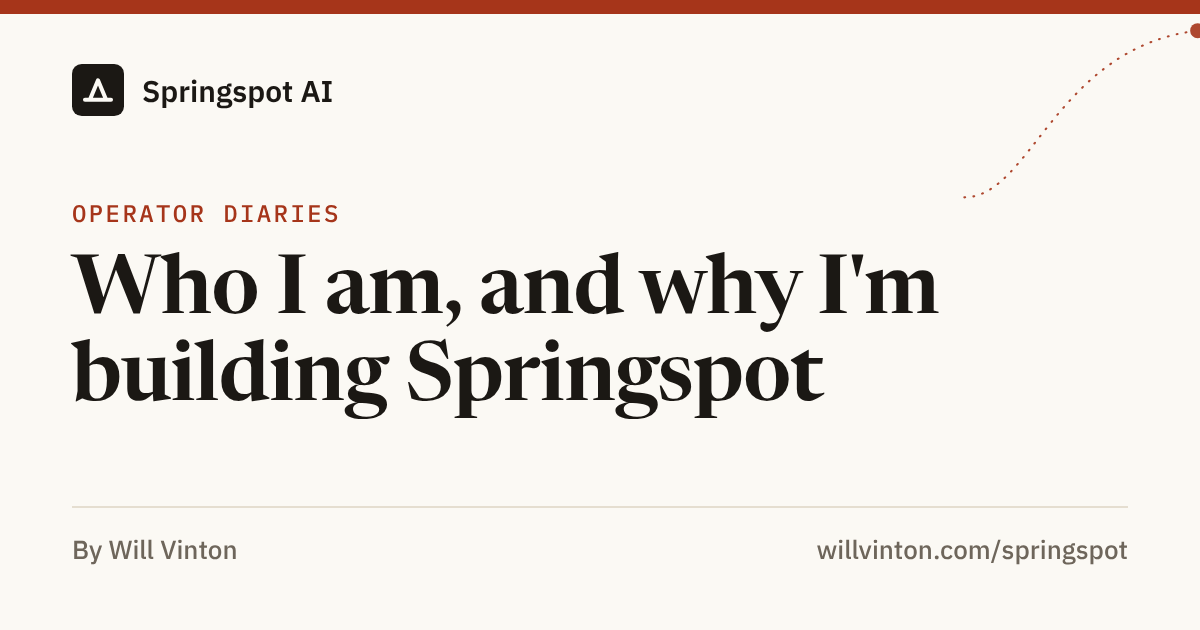 Springspot AI
OPERATOR DIARIES
Who I am, and why I'm
building Springspot
By Will Vinton
willvinton.com/springspot